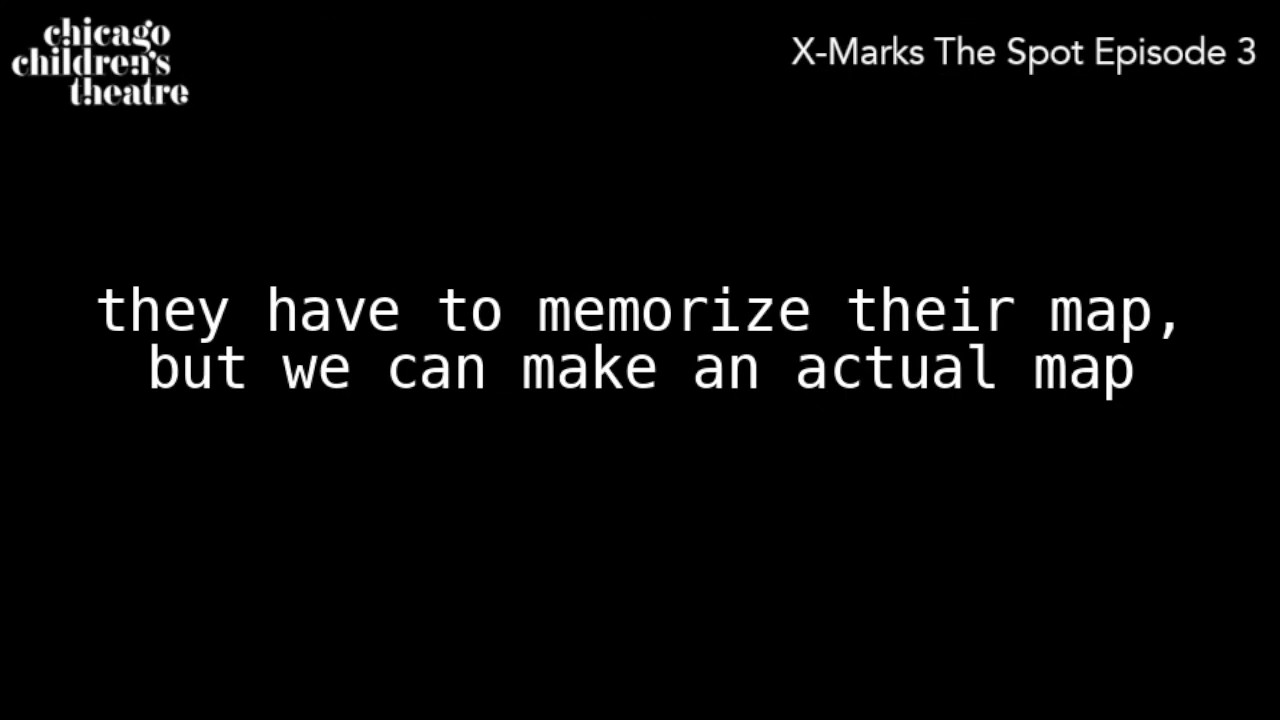 chicago
children's
theatre
X-Marks The Spot Episode 3
they have to memorize their map,
but we can make an actual map